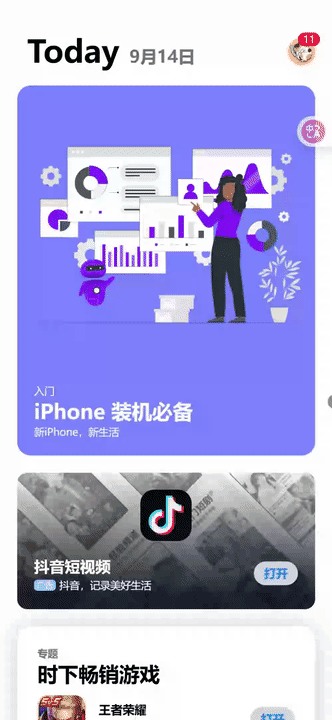 Today 9月14日
11
入门
iPhone 装机必备
新iPhone，新生活
抖音短视频
广告 抖音，记录美好生活
打开
专题
时下畅销游戏
王者荣耀
打开